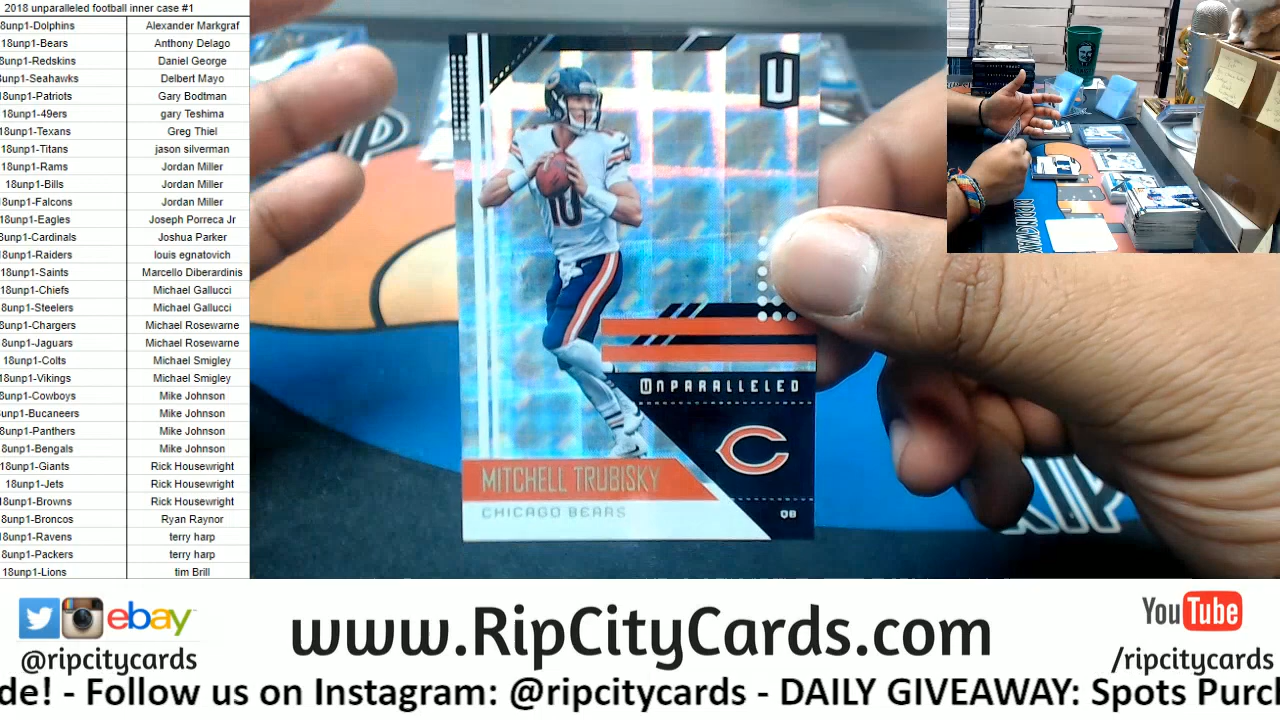 2018 unparalleled football inner case #1
8unp1-Dolphins Alexander Markgraf
18unp1-Bears Anthony Delago
8unp1-Redskins Daniel George
8unp1-Seahawks Delbert Mayo
8unp1-Patriots Gary Bodtman
18unp1-49ers gary Teshima
8unp1-Texans Greg Thiel
18unp1-Titans jason silverman
18unp1-Rams Jordan Miller
18unp1-Bills Jordan Miller
18unp1-Falcons Jordan Miller
18unp1-Eagles Joseph Porreca Jr
8unp1-Cardinals Joshua Parker
8unp1-Raiders louis egnatovich
18unp1-Saints Marcello Diberardinis
18unp1-Chiefs Michael Gallucci
8unp1-Steelers Michael Gallucci
8unp1-Chargers Michael Rosewarne
8unp1-Jaguars Michael Rosewarne
18unp1-Colts Michael Smigley
18unp1-Vikings Michael Smigley
8unp1-Cowboys Mike Johnson
unp1-Bucaneers Mike Johnson
8unp1-Panthers Mike Johnson
8unp1-Bengals Mike Johnson
18unp1-Giants Rick Housewright
18unp1-Jets Rick Housewright
18unp1-Browns Rick Housewright
8unp1-Broncos Ryan Raynor
18unp1-Ravens terry harp
8unp1-Packers terry harp
18unp1-Lions tim Brill
U
10
UNPARALLELED
C
MITCHELL TRUBISKY
CHICAGO BEARS
QB
RIP
ebay
@ripcitycards
www.RipCityCards.com
YouTube
/ripcitycards
de! - Follow us on Instagram: @ripcitycards - DAILY GIVEAWAY: Spots Purch